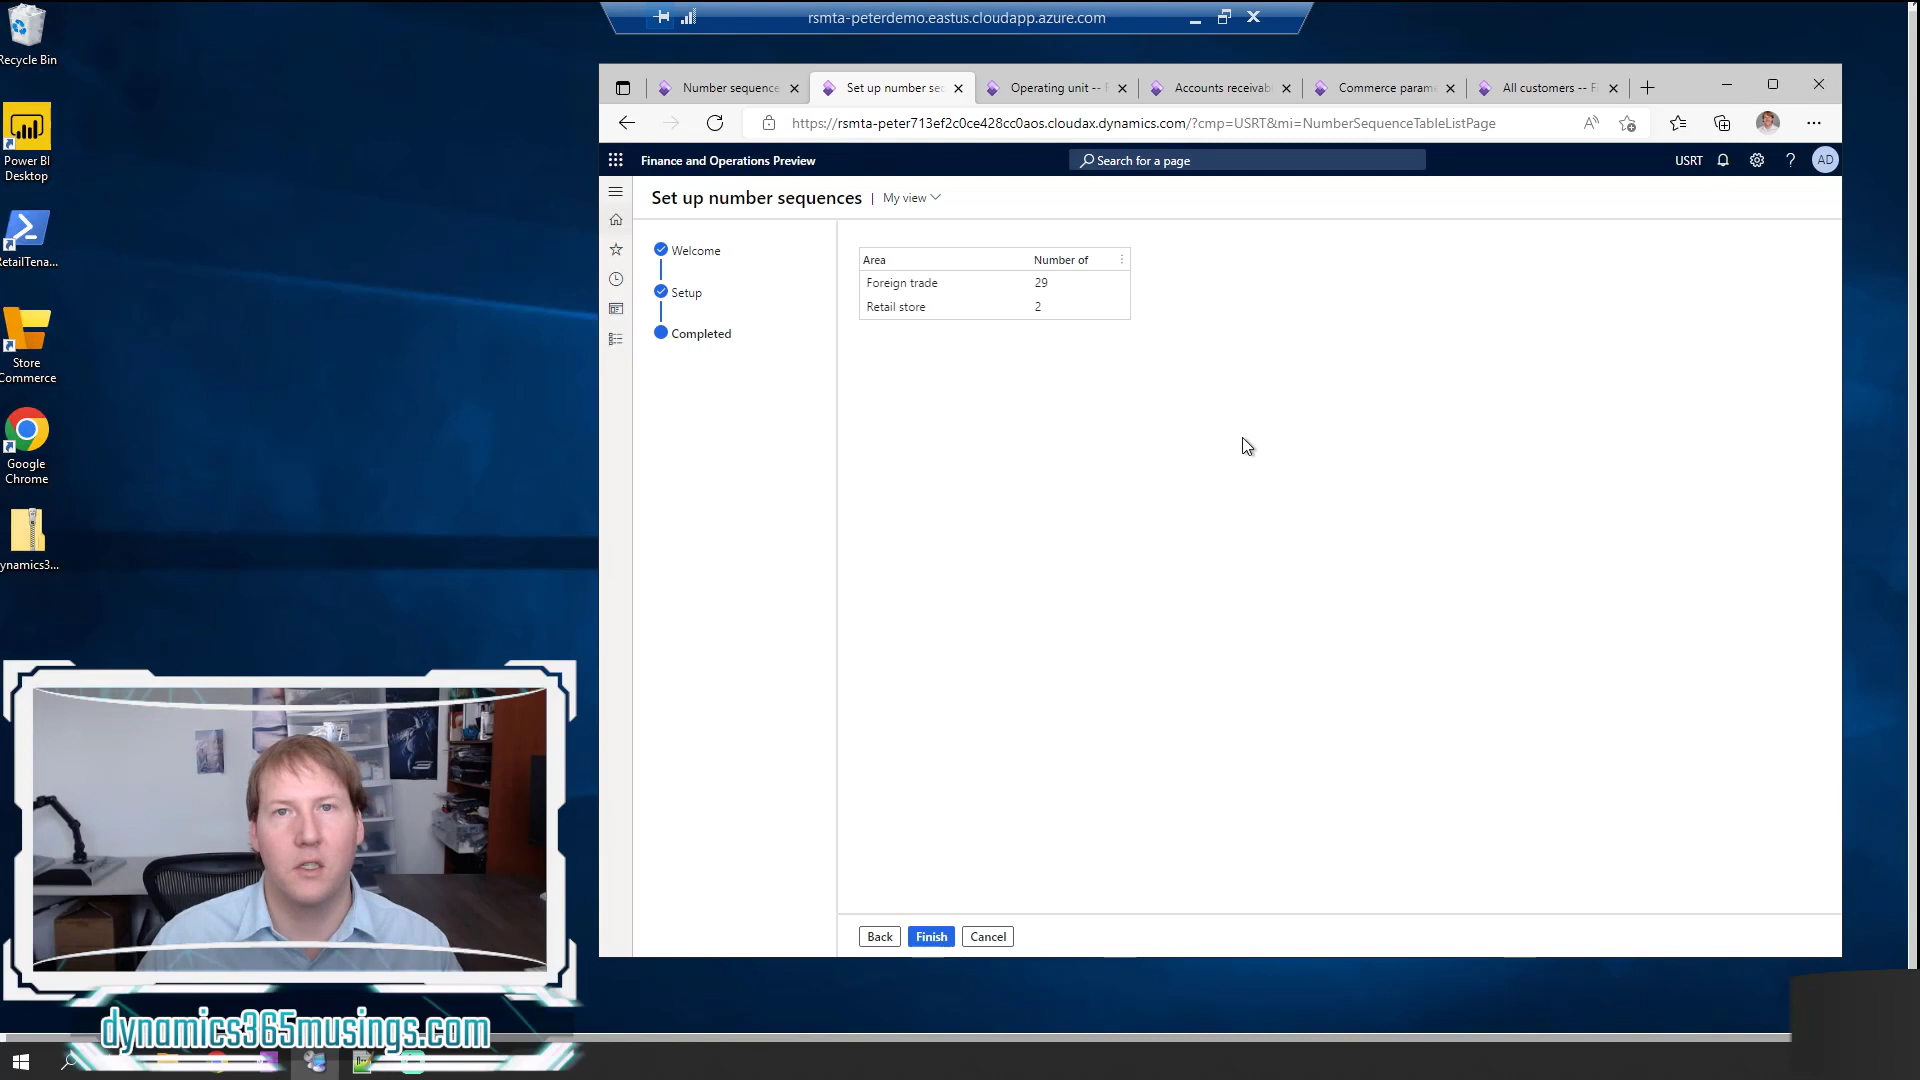 rsmta-peterdemo.eastus.cloudapp.azure.com
Recycle Bin
Power BI
Desktop
RetailTena...
Store
Commerce
Google
Chrome
ynamics3...
Number sequence
Set up number se
Operating unit --
Accounts receivab
Commerce param
All customers --
https://rsmta-peter713ef2c0ce428cc0aos.cloudax.dynamics.com/?cmp=USRT&mi=NumberSequenceTableListPage
Finance and Operations Preview
Search for a page
USRT
?
AD
Set up number sequences | My view
Welcome
Setup
Completed
Area Number of
Foreign trade 29
Retail store 2
Back Finish Cancel
dynamics365musings.com